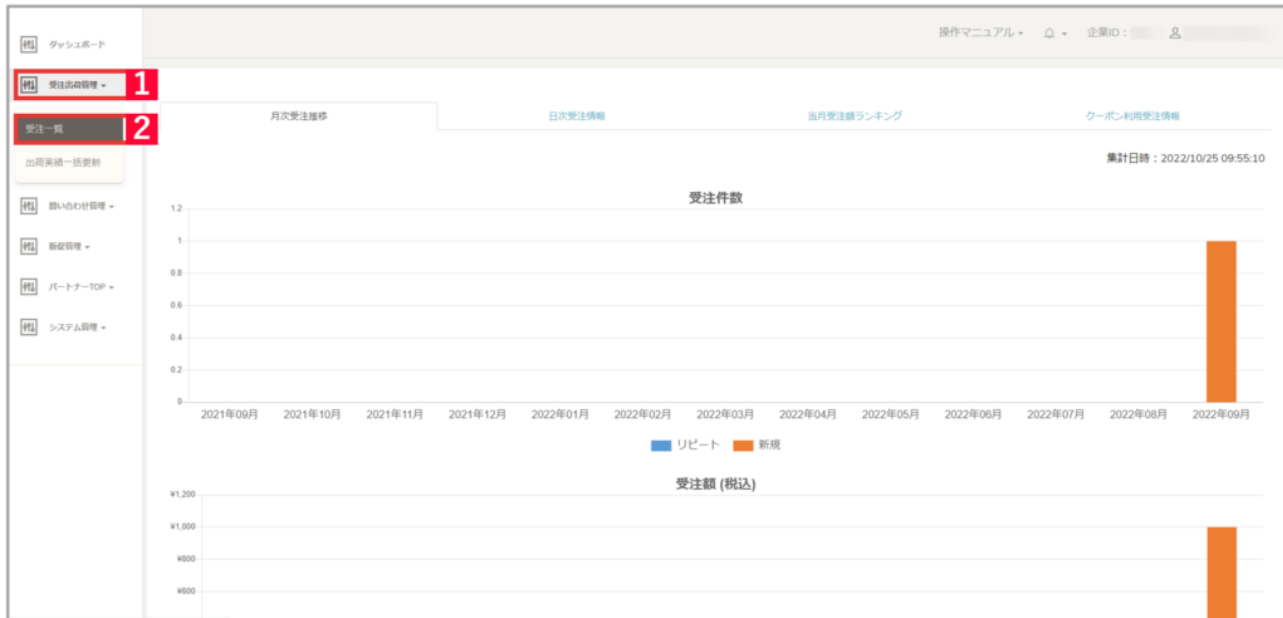 ダッシュボード
操作マニュアル
企業ID：
受注出荷管理
1
受注一覧
2
出荷実績一括更新
問い合わせ管理
販促管理
パートナーTOP
システム管理
月次受注推移
日次受注情報
当月受注額ランキング
クーポン利用受注情報
集計日時：2022/10/25 09:55:10
受注件数
1.2
1
0.8
0.6
0.4
0.2
0
2021年09月 2021年10月 2021年11月 2021年12月 2022年01月 2022年02月 2022年03月 2022年04月 2022年05月 2022年06月 2022年07月 2022年08月 2022年09月
リピート 新規
受注額 (税込)
¥1,200
¥1,000
¥800
¥600